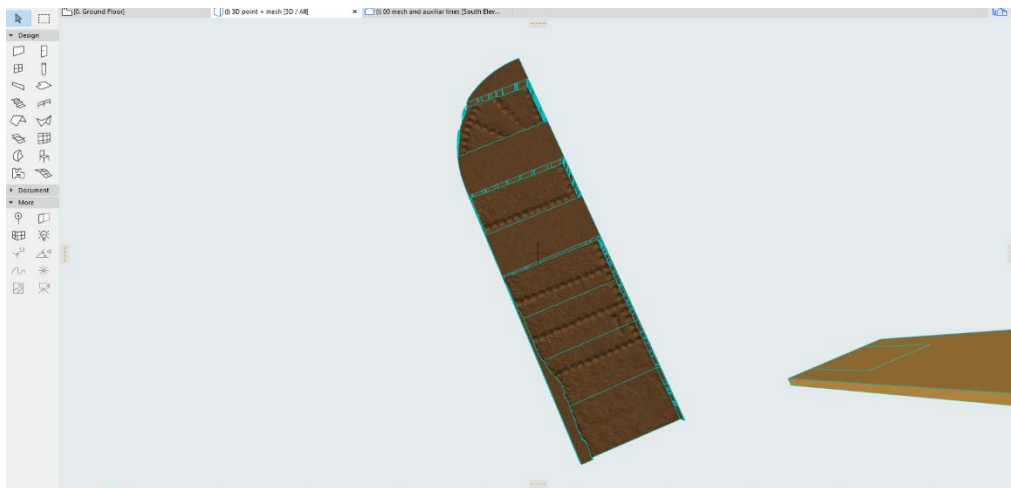 [0. Ground Floor]
(!) 3D point + mesh [3D / All]
(!) 00 mesh and auxiliar lines [South Elev...
Design
Document
More